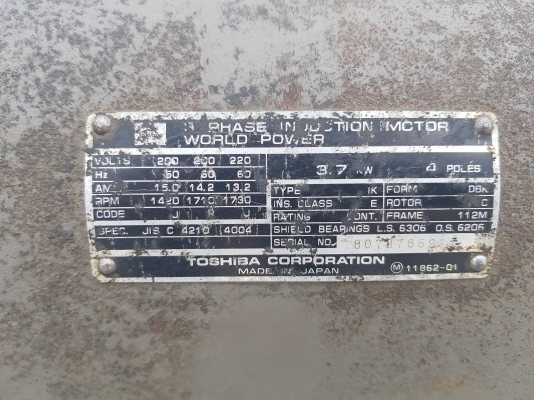 3 PHASE INDUCTION MOTOR
WORLD POWER
VOLTS 200 200 220
Hz 50 60 60
AMP 15.0 14.2 13.2
RPM 1420 1710 1730
CODE J
SPEC. JIS C 4210 4004
3.7 KW 4 POLES
TYPE IK FORM DBK
INS. CLASS E ROTOR C
RATING CONT. FRAME 112M
SHIELD BEARINGS L.S. 6306 O.S. 6206
SERIAL NO.
TOSHIBA CORPORATION
MADE IN JAPAN
M 11862-01